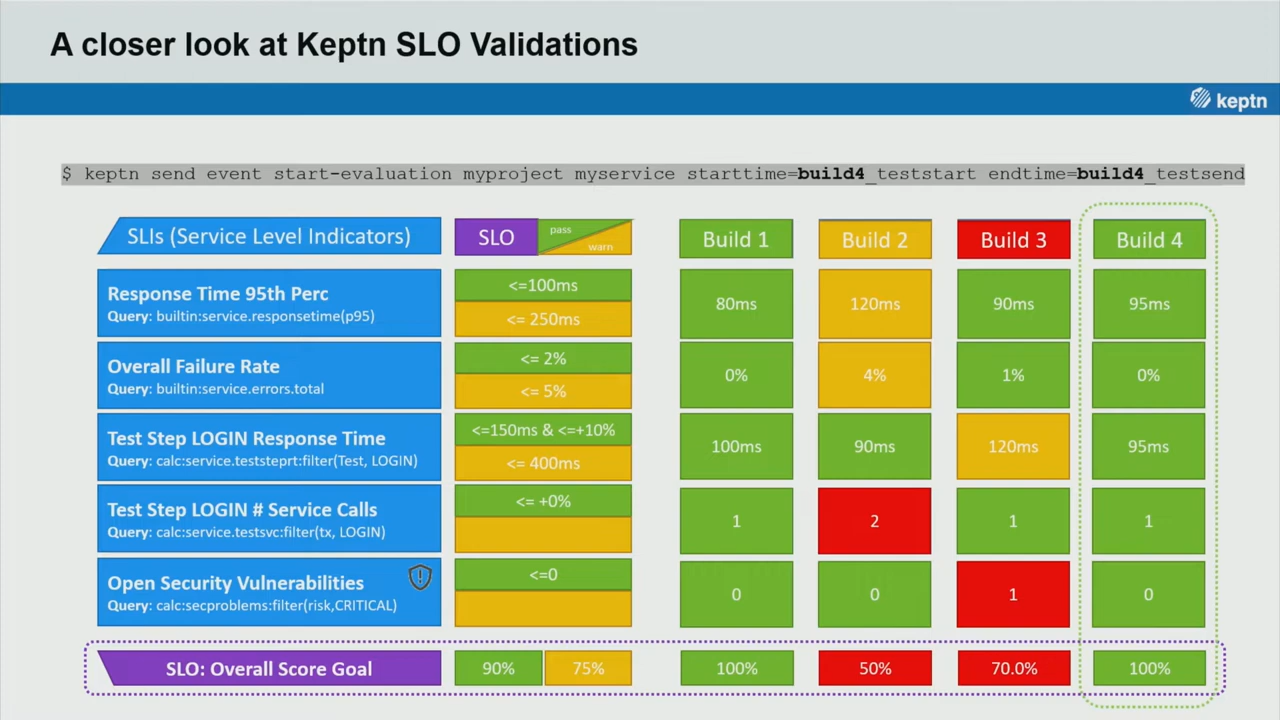 A closer look at Keptn SLO Validations
keptn
$ keptn send event start-evaluation myproject myservice starttime=build4_teststart endtime=build4_testsend
SLIs (Service Level Indicators)
SLO
pass
warn
Build 1
Build 2
Build 3
Build 4
Response Time 95th Perc
Query: builtin:service.responsetime(p95)
<=100ms
<= 250ms
80ms
120ms
90ms
95ms
Overall Failure Rate
Query: builtin:service.errors.total
<= 2%
<= 5%
0%
4%
1%
0%
Test Step LOGIN Response Time
Query: calc:service.teststeprt:filter(Test, LOGIN)
<=150ms & <=+10%
<= 400ms
100ms
90ms
120ms
95ms
Test Step LOGIN # Service Calls
Query: calc:service.testsvc:filter(tx, LOGIN)
<= +0%
1
2
1
1
Open Security Vulnerabilities
Query: calc:secproblems:filter(risk,CRITICAL)
<=0
0
0
1
0
SLO: Overall Score Goal
90%
75%
100%
50%
70.0%
100%